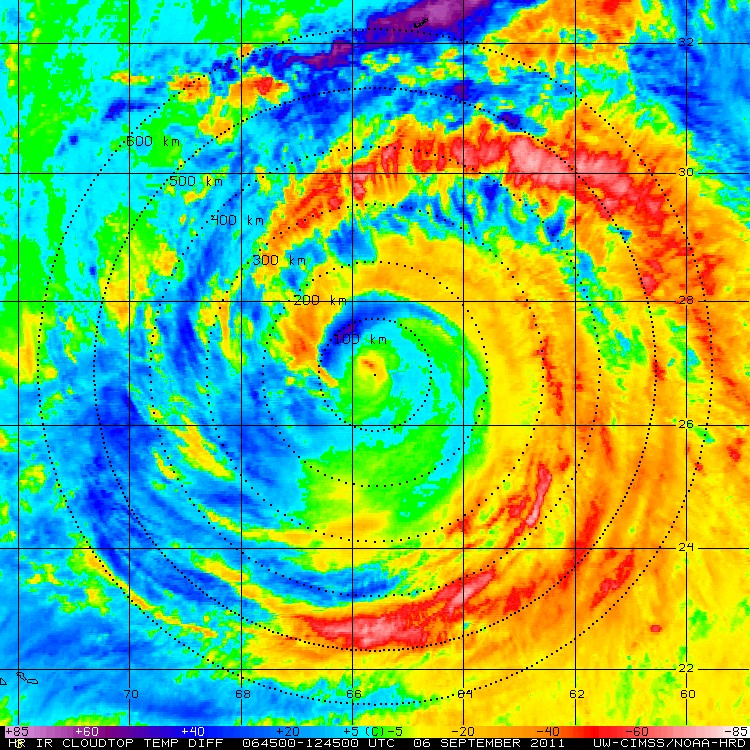 32
600 km
500 km
30
400 km
300 km
200 km
28
100 km
26
24
22
70 68 66 64 62 60
+85 +60 +40 +20 +5 (C) -5 -20 -40 -60 -85
HR IR CLOUDTOP TEMP DIFF 064500-124500 UTC 06 SEPTEMBER 2011 UW-CIMSS/NOAA-HRD